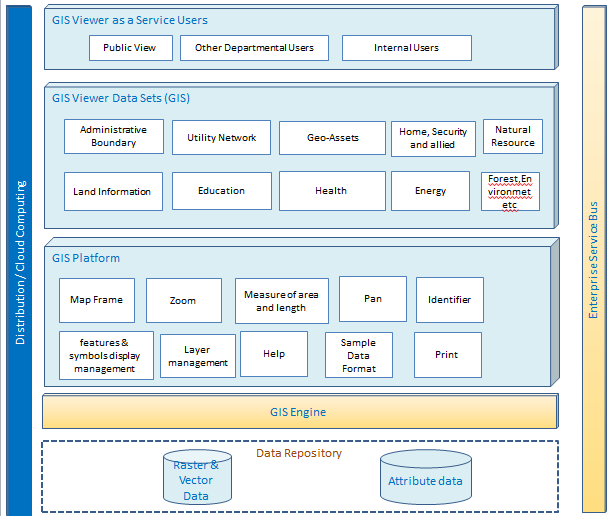 GIS Viewer as a Service Users
Public View
Other Departmental Users
Internal Users
GIS Viewer Data Sets (GIS)
Administrative
Boundary
Utility Network
Geo-Assets
Home, Security
and allied
Natural
Resource
Land Information
Education
Health
Energy
Forest,En
vironmet
etc
GIS Platform
Map Frame
Zoom
Measure of area
and length
Pan
Identifier
features &
symbols display
management
Layer
management
Help
Sample
Data
Format
Print
GIS Engine
Data Repository
Raster &
Vector
Data
Attribute data
Distribution / Cloud Computing
Enterprise Service Bus